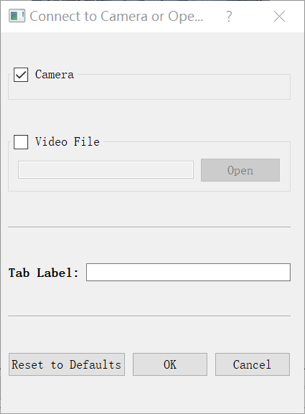 Connect to Camera or Ope...
Camera
Video File
Open
Tab Label:
Reset to Defaults OK Cancel